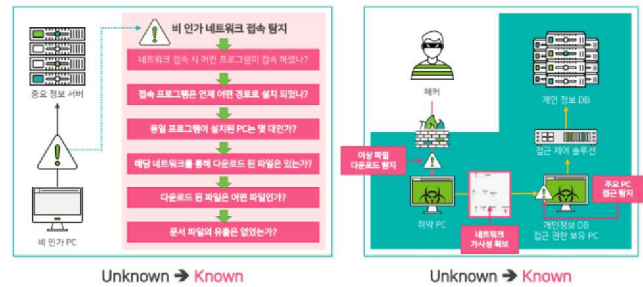 비 인가 네트워크 접속 탐지
네트워크 접속 시 어떤 프로그램이 접속 하였나?
접속 프로그램은 언제 어떤 경로로 설치 되었나?
동일 프로그램이 설치된 PC는 몇 대인가?
해당 네트워크를 통해 다운로드 된 파일은 있는가?
다운로드 된 파일은 어떤 파일인가?
문서 파일의 유출은 없었는가?
중요 정보 서버
비 인가 PC
Unknown ➔ Known
해커
개인 정보 DB
접근 제어 솔루션
이상 파일
다운로드 탐지
주요 PC
접근 탐지
취약 PC
네트워크
가시성 확보
개인정보 DB
접근 권한 보유 PC
Unknown ➔ Known